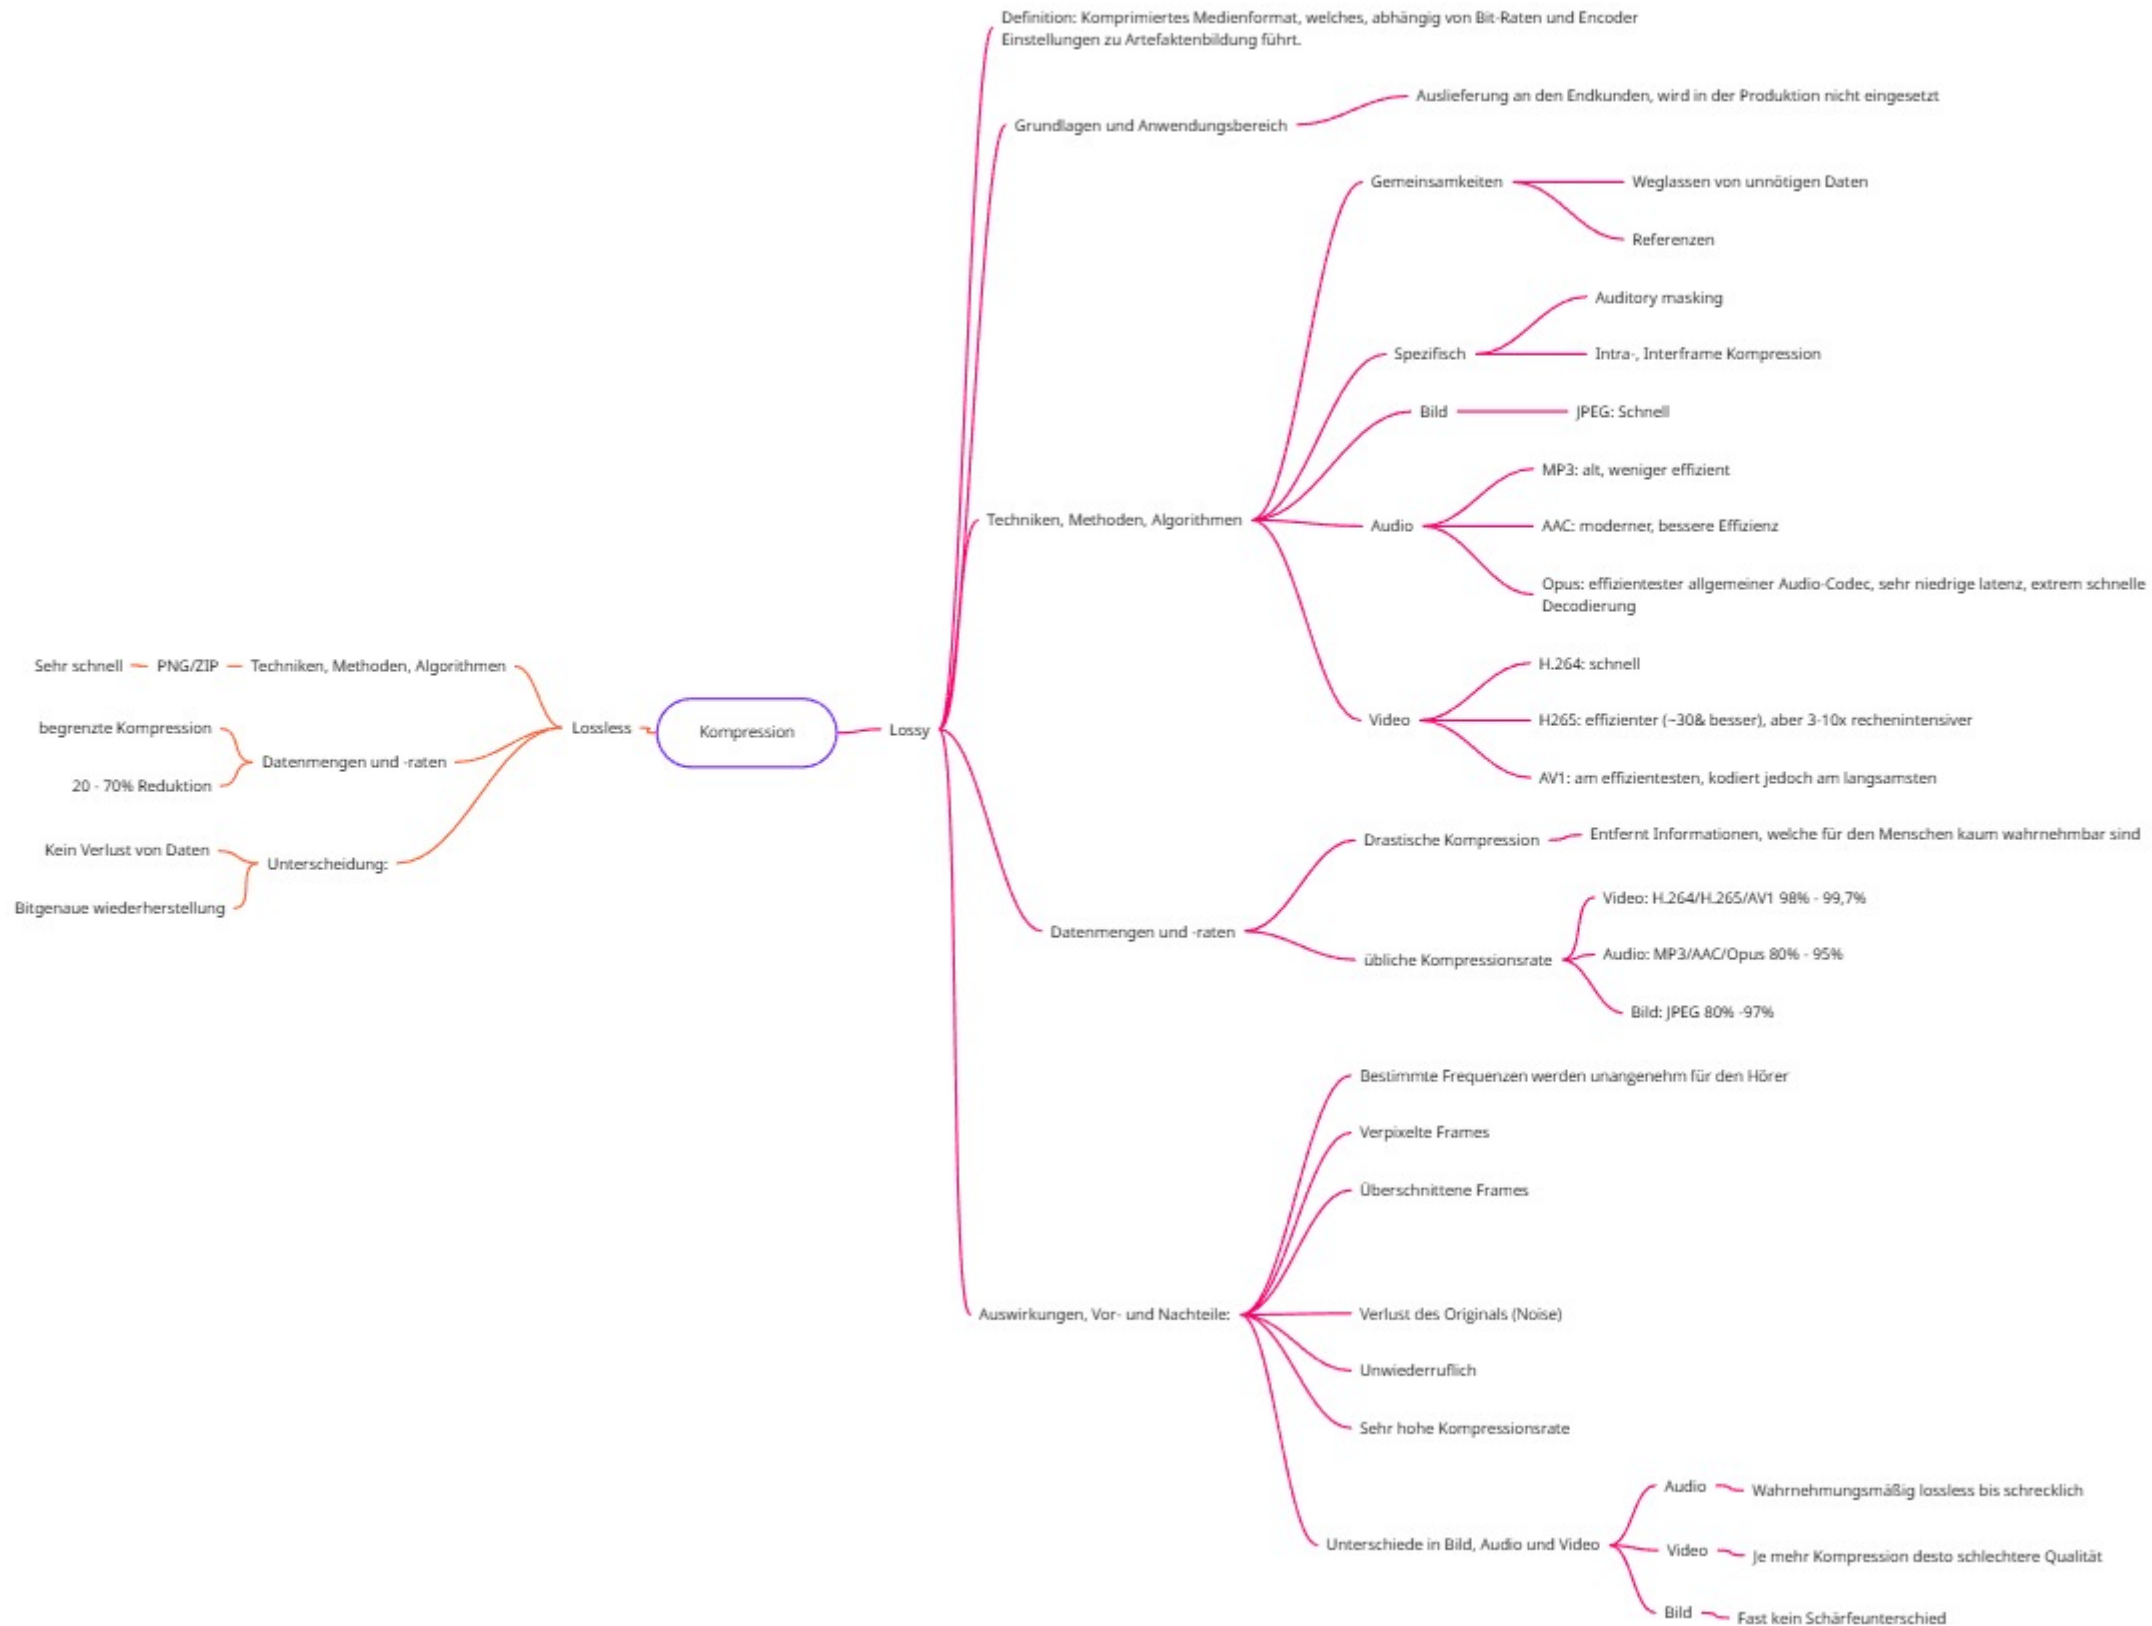 Definition: Komprimiertes Medienformat, welches, abhängig von Bit-Raten und Encoder
Einstellungen zu Artefaktenbildung führt.
Auslieferung an den Endkunden, wird in der Produktion nicht eingesetzt
Grundlagen und Anwendungsbereich
Gemeinsamkeiten
Weglassen von unnötigen Daten
Referenzen
Auditory masking
Spezifisch
Intra-, Interframe Kompression
Bild
JPEG: Schnell
MP3: alt, weniger effizient
Techniken, Methoden, Algorithmen
Audio
AAC: moderner, bessere Effizienz
Opus: effizientester allgemeiner Audio-Codec, sehr niedrige latenz, extrem schnelle
Decodierung
H.264: schnell
Video
H265: effizienter (~30& besser), aber 3-10x rechenintensiver
AV1: am effizientesten, kodiert jedoch am langsamsten
Sehr schnell
PNG/ZIP
Techniken, Methoden, Algorithmen
begrenzte Kompression
Lossless
Kompression
Lossy
Datenmengen und -raten
20 - 70% Reduktion
Kein Verlust von Daten
Unterscheidung:
Bitgenaue wiederherstellung
Drastische Kompression
Entfernt Informationen, welche für den Menschen kaum wahrnehmbar sind
Video: H.264/H.265/AV1 98% - 99,7%
Datenmengen und -raten
übliche Kompressionsrate
Audio: MP3/AAC/Opus 80% - 95%
Bild: JPEG 80% -97%
Bestimmte Frequenzen werden unangenehm für den Hörer
Verpixelte Frames
Überschnittene Frames
Auswirkungen, Vor- und Nachteile:
Verlust des Originals (Noise)
Unwiederruflich
Sehr hohe Kompressionsrate
Audio
Wahrnehmungsmäßig lossless bis schrecklich
Unterschiede in Bild, Audio und Video
Video
Je mehr Kompression desto schlechtere Qualität
Bild
Fast kein Schärfeunterschied